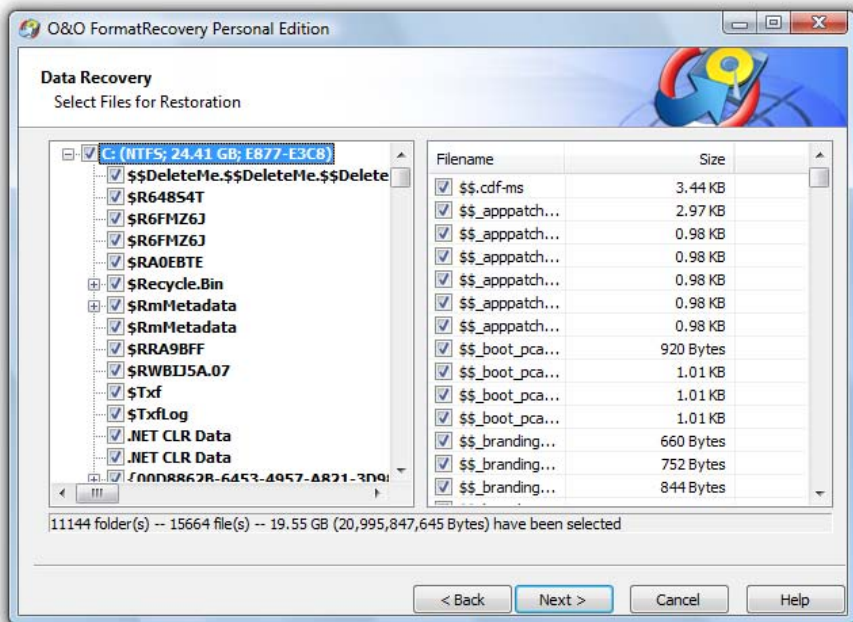 O&O FormatRecovery Personal Edition
Data Recovery
Select Files for Restoration
C: (NTFS; 24.41 GB; E877-E3C8)
$$DeleteMe.$$DeleteMe.$$Delete
$R648S4T
$R6FMZ6J
$R6FMZ6J
$RA0EBTE
$Recycle.Bin
$RmMetadata
$RmMetadata
$RRA9BFF
$RWBIJ5A.07
$Txf
$TxfLog
.NET CLR Data
.NET CLR Data
{00D8862B-6453-4957-A821-3D98
Filename Size
$$.cdf-ms 3.44 KB
$$_apppatch... 2.97 KB
$$_apppatch... 0.98 KB
$$_apppatch... 0.98 KB
$$_apppatch... 0.98 KB
$$_apppatch... 0.98 KB
$$_apppatch... 0.98 KB
$$_boot_pca... 920 Bytes
$$_boot_pca... 1.01 KB
$$_boot_pca... 1.01 KB
$$_boot_pca... 1.01 KB
$$_branding... 660 Bytes
$$_branding... 752 Bytes
$$_branding... 844 Bytes
11144 folder(s) -- 15664 file(s) -- 19.55 GB (20,995,847,645 Bytes) have been selected
< Back Next > Cancel Help